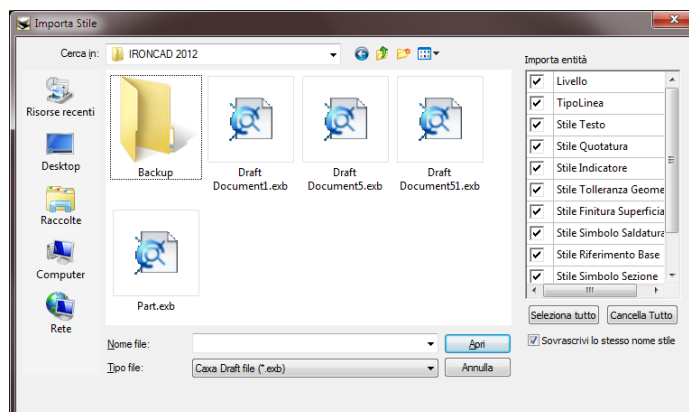 Importa Stile
Cerca in:
IRONCAD 2012
Risorse recenti
Desktop
Raccolte
Computer
Rete
Backup
Draft
Document1.exb
Draft
Document5.exb
Draft
Document51.exb
Part.exb
Nome file:
Apri
Tipo file:
Caxa Draft file (*.exb)
Annulla
Importa entità
Livello
TipoLinea
Stile Testo
Stile Quotatura
Stile Indicatore
Stile Tolleranza Geome
Stile Finitura Superficia
Stile Simbolo Saldatura
Stile Riferimento Base
Stile Simbolo Sezione
Seleziona tutto
Cancella Tutto
Sovrascrivi lo stesso nome stile